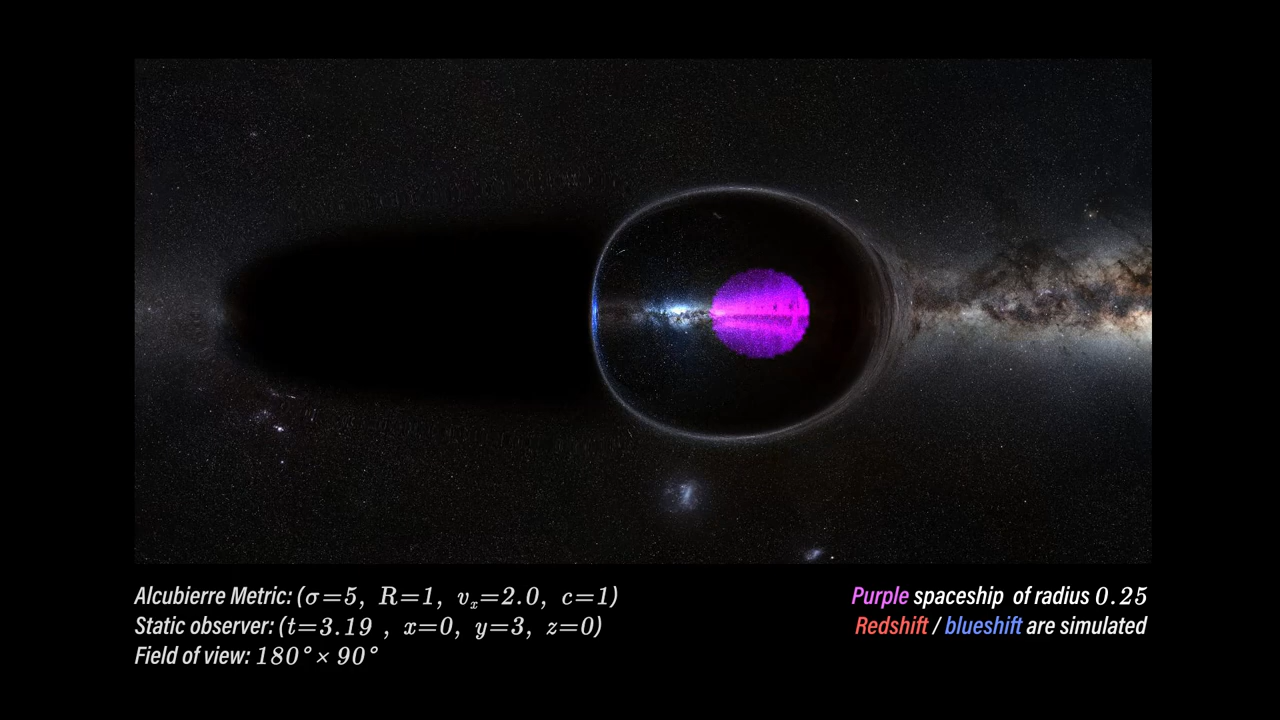 Alcubierre Metric: (σ=5, R=1, vₓ=2.0, c=1)
Static observer: (t=3.19 , x=0, y=3, z=0)
Field of view: 180°×90°
Purple spaceship of radius 0.25
Redshift / blueshift are simulated